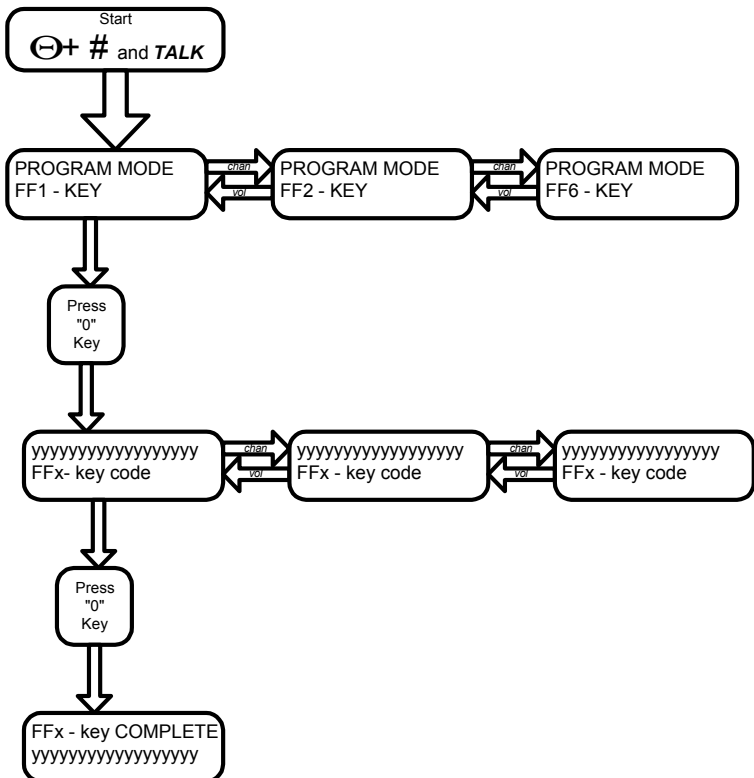 Start
Θ+ # and TALK
PROGRAM MODE
FF1 - KEY
chan
vol
PROGRAM MODE
FF2 - KEY
chan
vol
PROGRAM MODE
FF6 - KEY
Press
"0"
Key
yyyyyyyyyyyyyyyyyy
FFx- key code
chan
vol
yyyyyyyyyyyyyyyyyy
FFx - key code
chan
vol
yyyyyyyyyyyyyyyyy
FFx - key code
Press
"0"
Key
FFx - key COMPLETE
yyyyyyyyyyyyyyyyyy